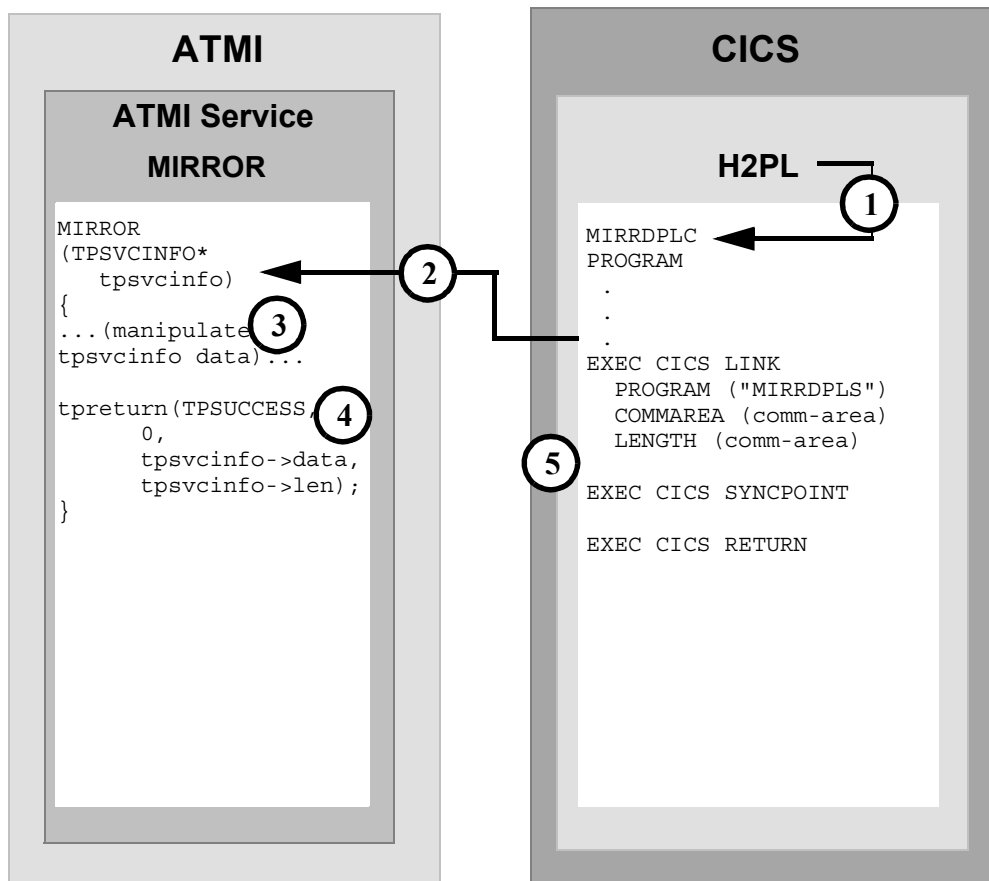 ATMI
ATMI Service
MIRROR
MIRROR
(TPSVCINFO*
tpsvcinfo)
{
...(manipulate
tpsvcinfo data)...
tpreturn(TPSUCCESS,
0,
tpsvcinfo->data,
tpsvcinfo->len);
}
2
3
4
CICS
H2PL
1
MIRRDPLC
PROGRAM
.
.
.
EXEC CICS LINK
PROGRAM ("MIRRDPLS")
COMMAREA (comm-area)
LENGTH (comm-area)
5
EXEC CICS SYNCPOINT
EXEC CICS RETURN